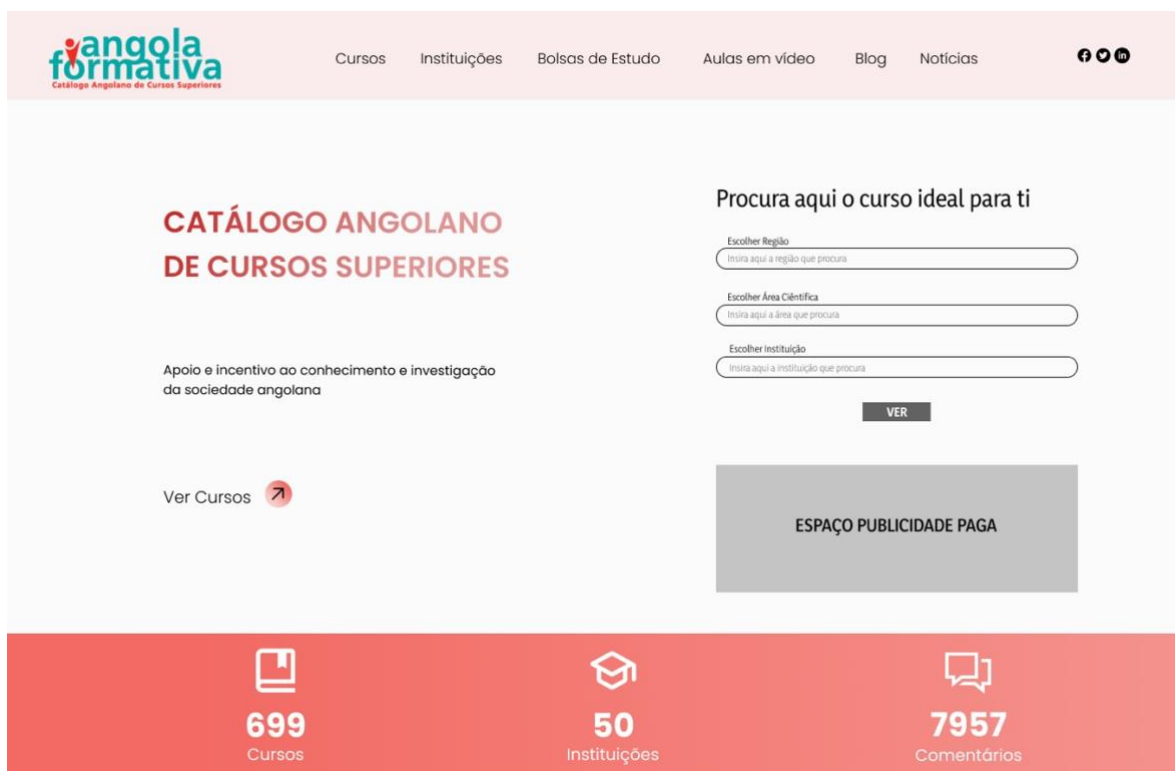 angola
formativa
Catálogo Angolano de Cursos Superiores
Cursos
Instituições
Bolsas de Estudo
Aulas em vídeo
Blog
Notícias
CATÁLOGO ANGOLANO
DE CURSOS SUPERIORES
Apoio e incentivo ao conhecimento e investigação
da sociedade angolana
Ver Cursos
Procura aqui o curso ideal para ti
Escolher Região
Insira aqui a região que procura
Escolher Área Ciêntífica
Insira aqui a área que procura
Escolher Instituição
Insira aqui a instituição que procura
VER
ESPAÇO PUBLICIDADE PAGA
699
Cursos
50
Instituições
7957
Comentários